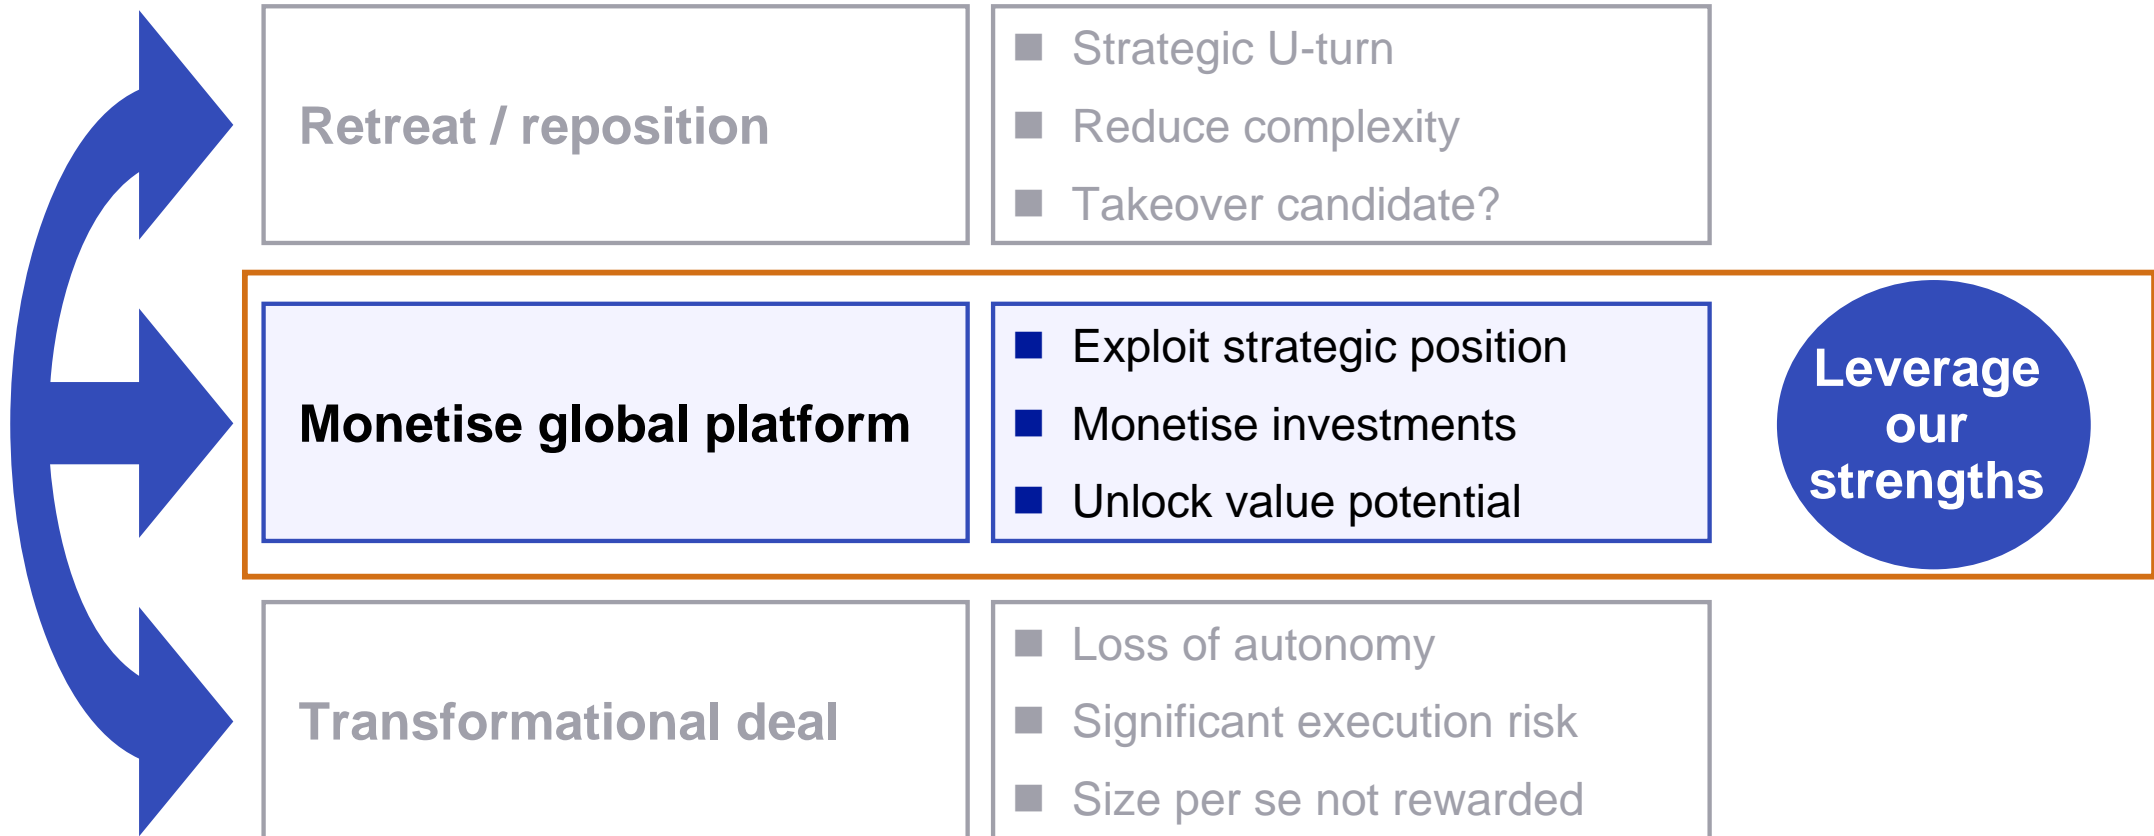 Retreat / reposition
Strategic U-turn
Reduce complexity
Takeover candidate?
Monetise global platform
Exploit strategic position
Monetise investments
Unlock value potential
Leverage
our
strengths
Transformational deal
Loss of autonomy
Significant execution risk
Size per se not rewarded